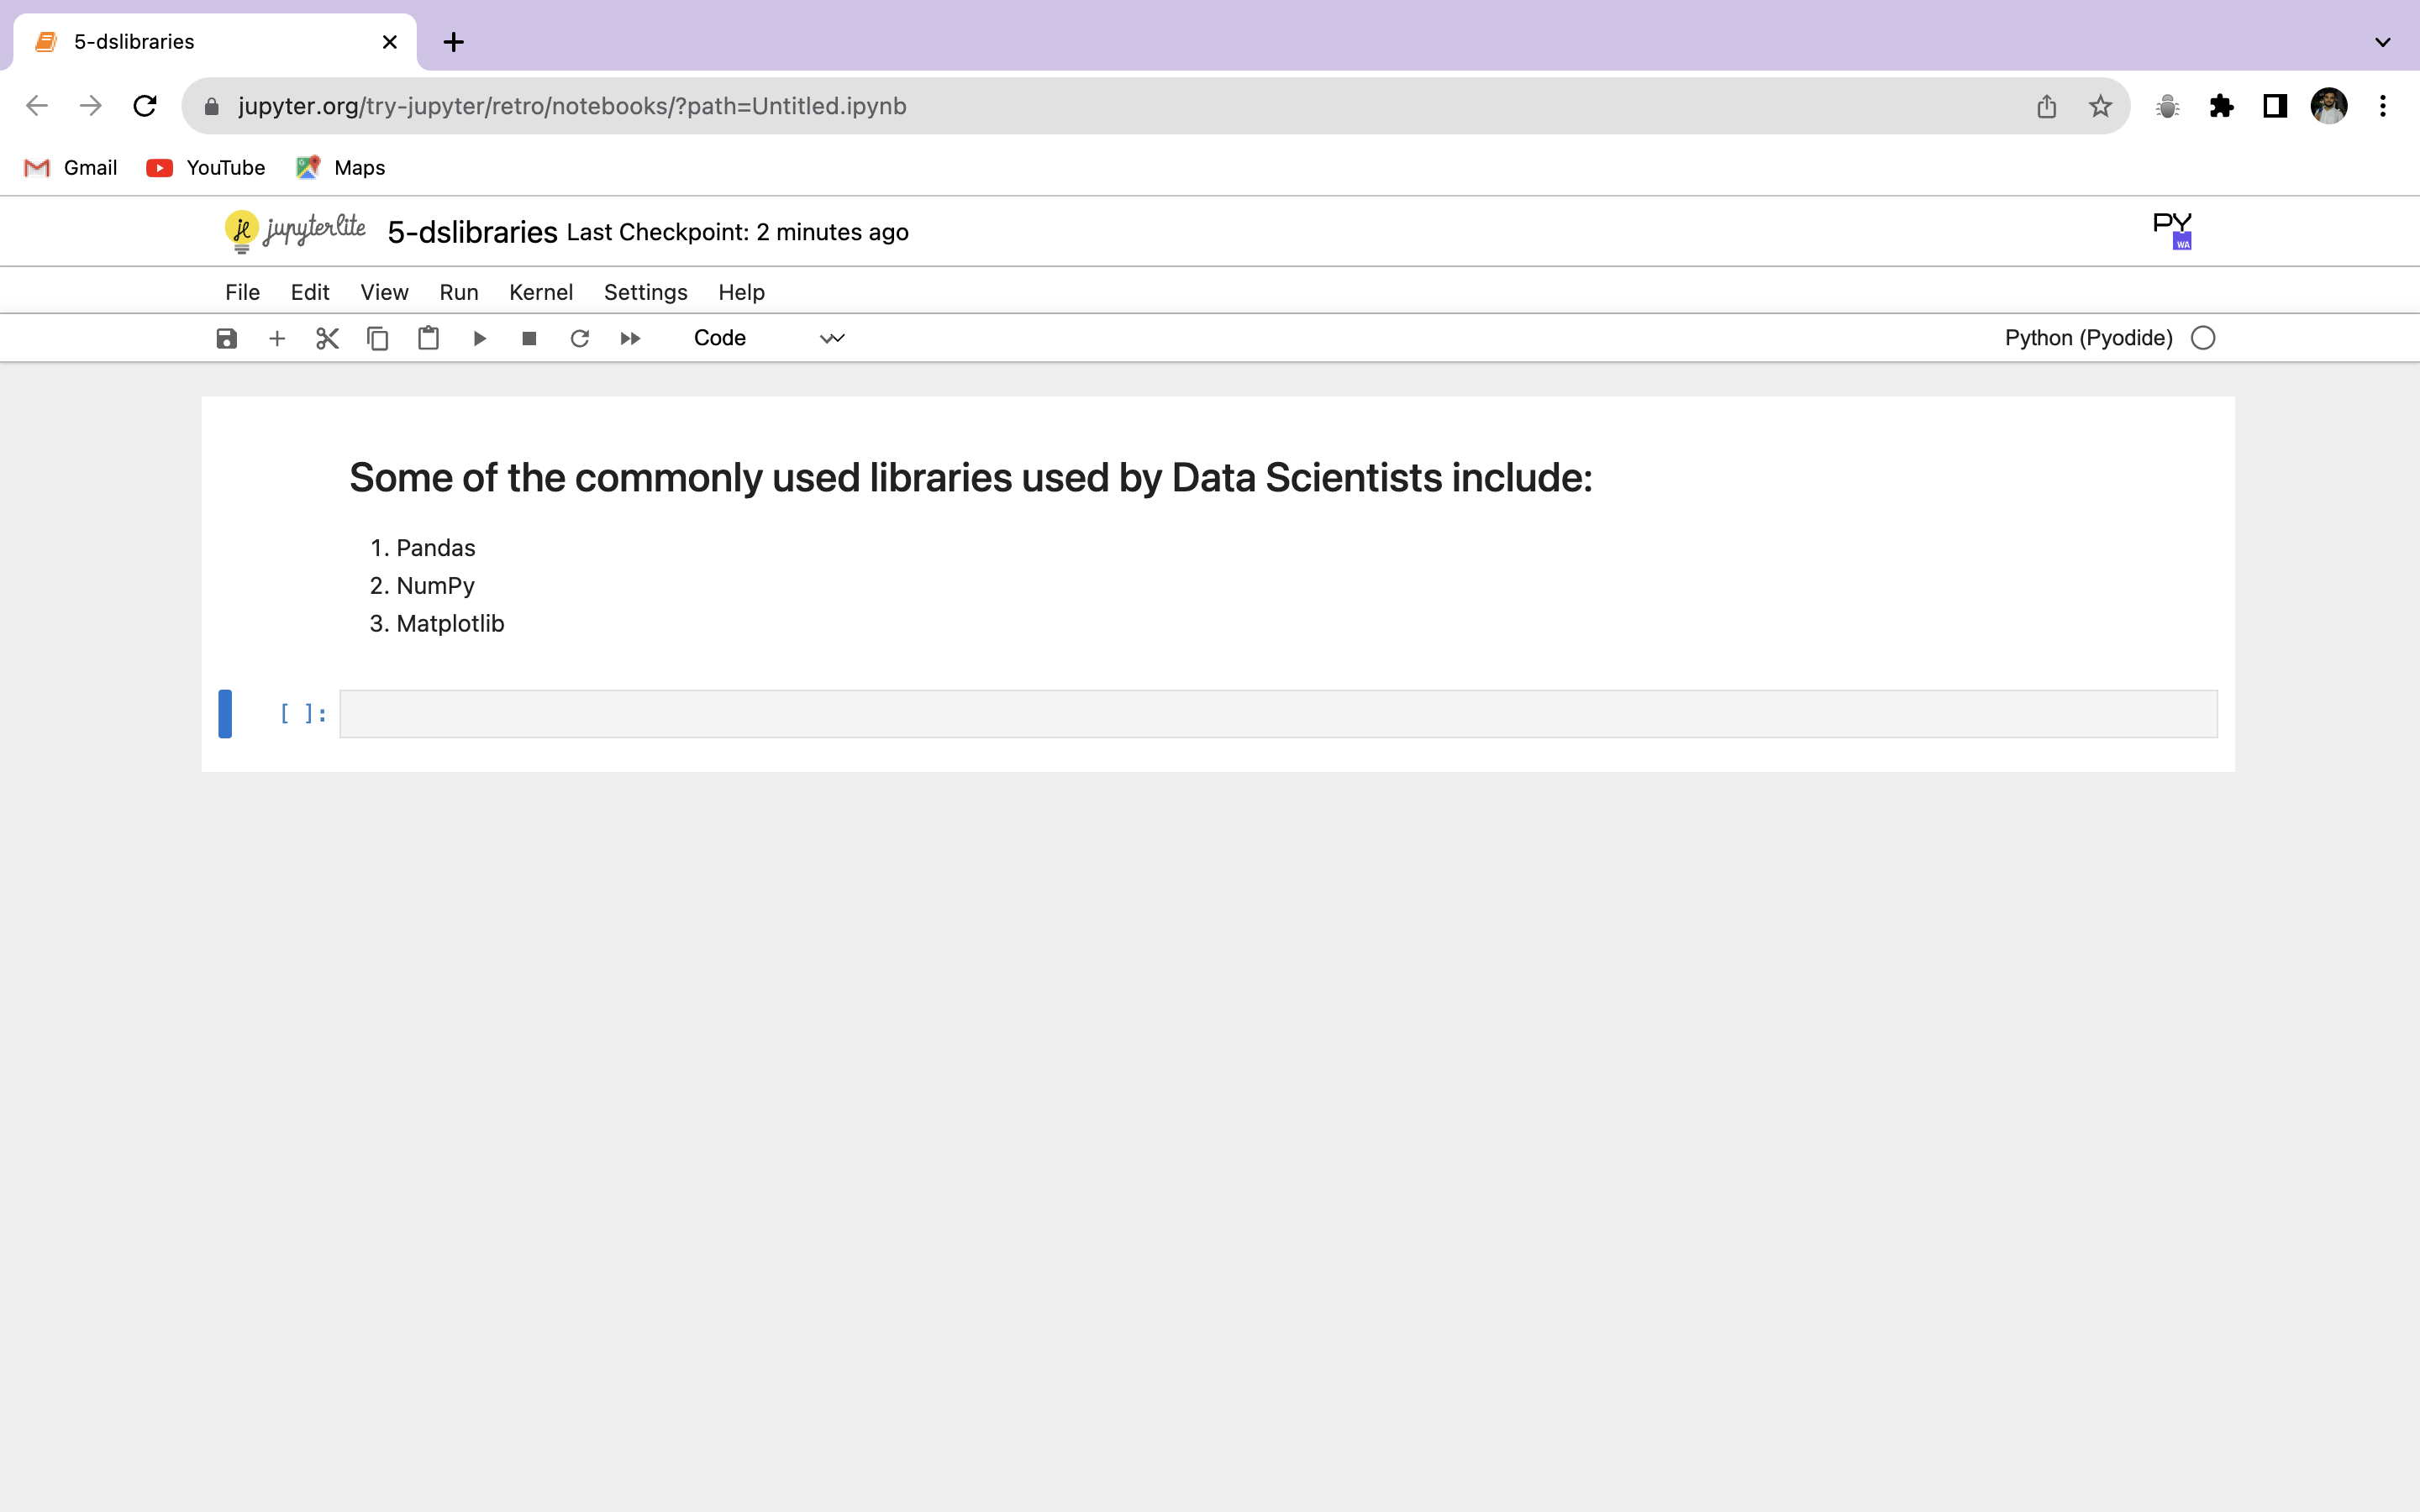 5-dslibraries
jupyter.org/try-jupyter/retro/notebooks/?path=Untitled.ipynb
Gmail YouTube Maps
jl jupyterlite 5-dslibraries Last Checkpoint: 2 minutes ago PY WA
File Edit View Run Kernel Settings Help
Code Python (Pyodide)
Some of the commonly used libraries used by Data Scientists include:
1. Pandas
2. NumPy
3. Matplotlib
[ ]: